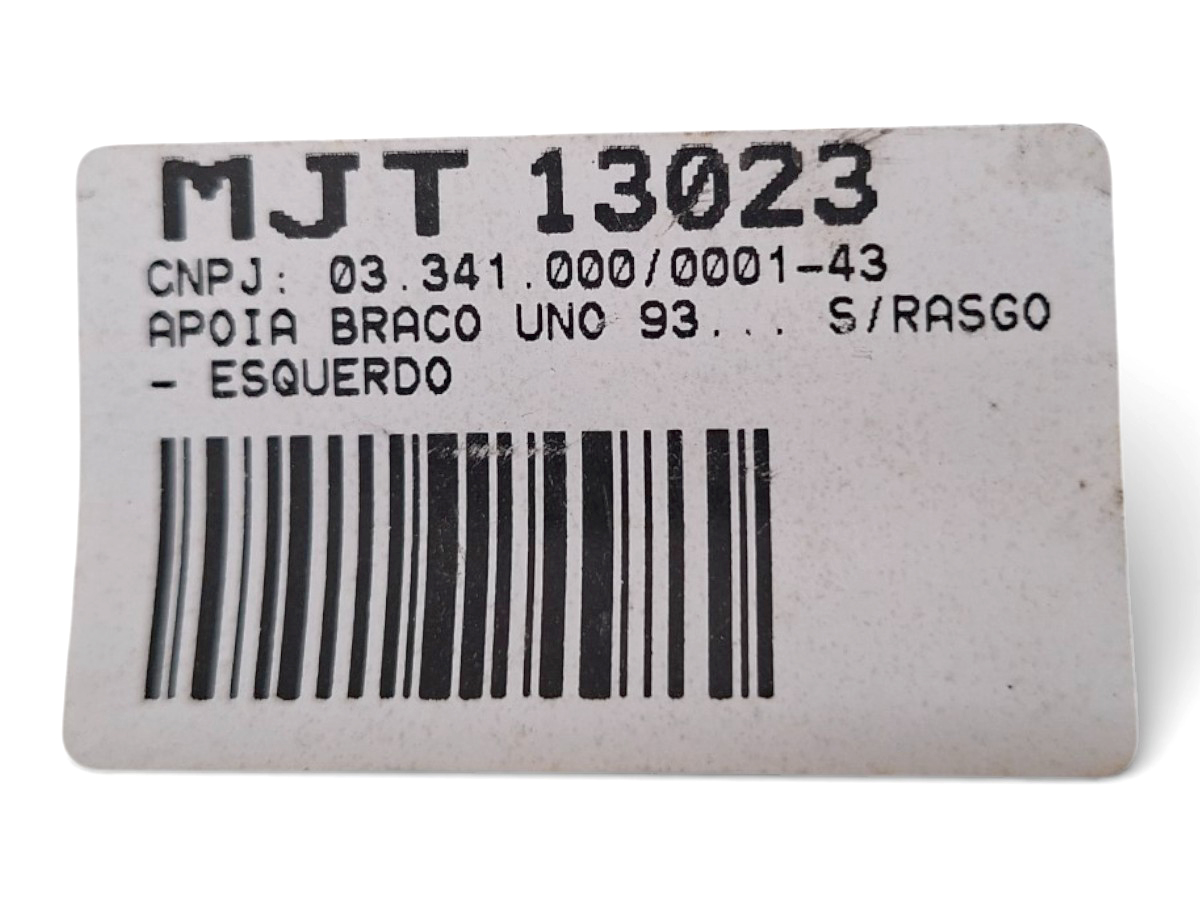 MJT 13023
CNPJ: 03.341.000/0001-43
APOIA BRACO UNO 93... S/RASGO
- ESQUERDO